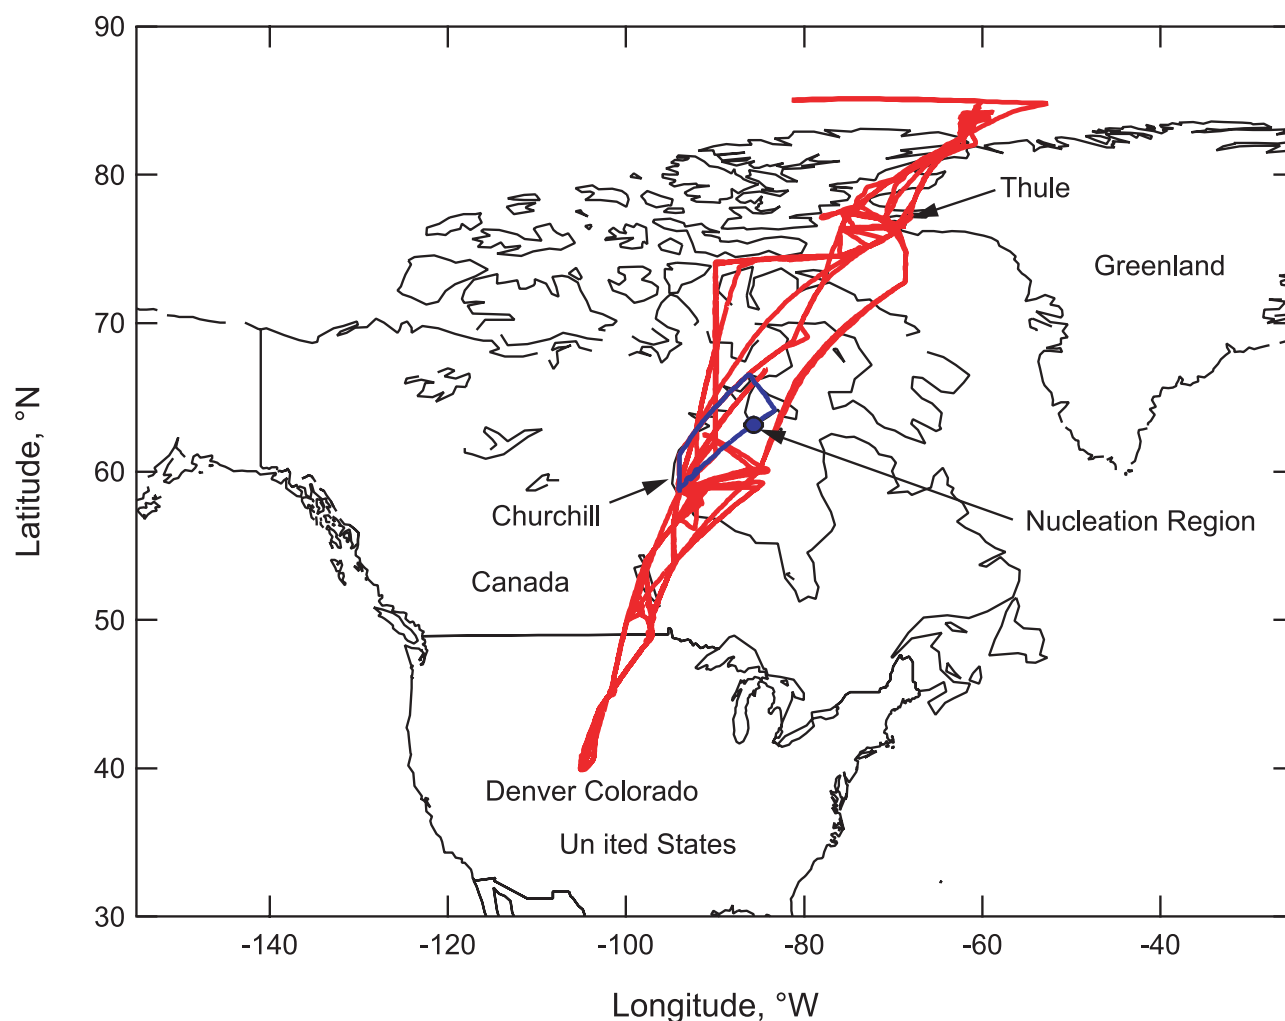 90
80
70
60
50
40
30
Latitude, °N
Thule
Greenland
Churchill
Nucleation Region
Canada
Denver Colorado
Un ited States
-140
-120
-100
-80
-60
-40
Longitude, °W